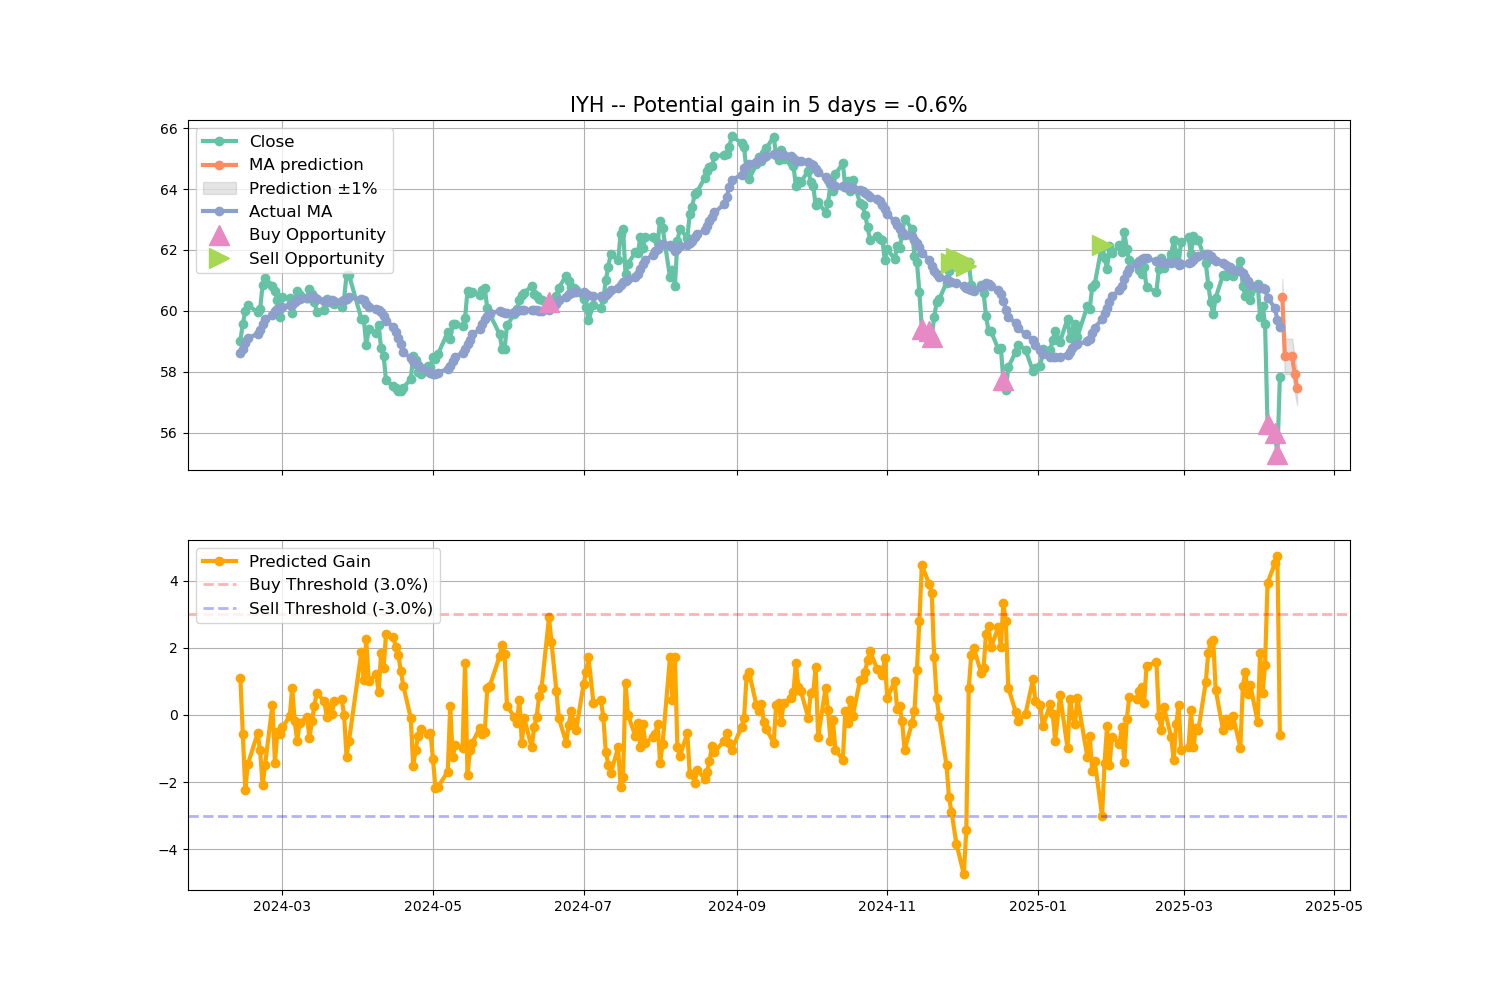 IYH -- Potential gain in 5 days = -0.6%
66
64
62
60
58
56
Close
MA prediction
Prediction ±1%
Actual MA
Buy Opportunity
Sell Opportunity
4
2
0
−2
−4
Predicted Gain
Buy Threshold (3.0%)
Sell Threshold (-3.0%)
2024-03
2024-05
2024-07
2024-09
2024-11
2025-01
2025-03
2025-05